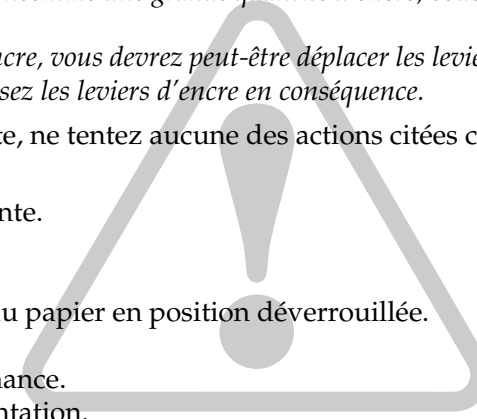 cre, vous devrez peut-être déplacer les levie
sez les leviers d'encre en conséquence.
te, ne tentez aucune des actions citées c
nte.
u papier en position déverrouillée.
nance.
ntation.